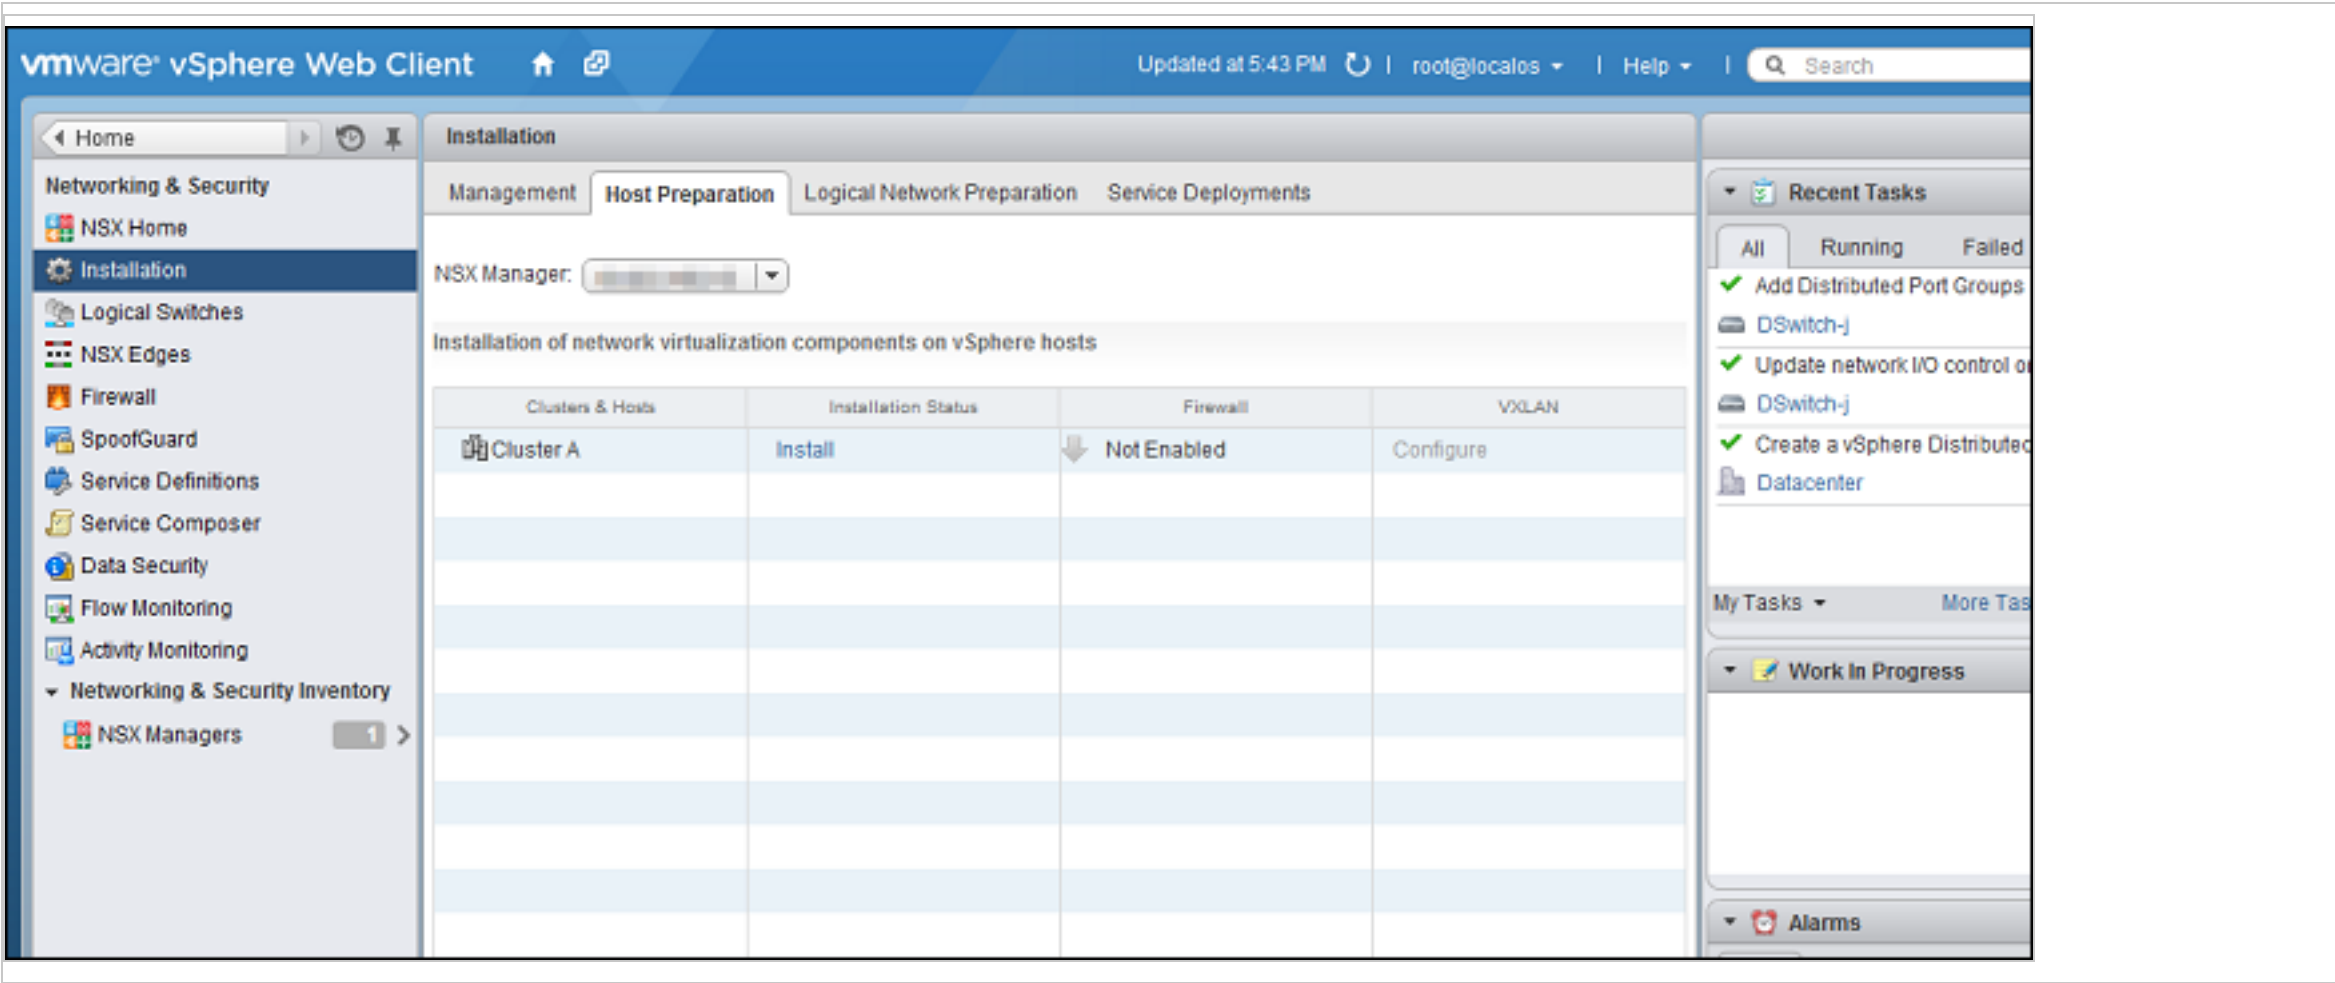 vmware vSphere Web Client
Updated at 5:43 PM | root@localos | Help | Search
Home
Networking & Security
NSX Home
Installation
Logical Switches
NSX Edges
Firewall
SpoofGuard
Service Definitions
Service Composer
Data Security
Flow Monitoring
Activity Monitoring
Networking & Security Inventory
NSX Managers 1
Installation
Management Host Preparation Logical Network Preparation Service Deployments
NSX Manager:
Installation of network virtualization components on vSphere hosts
Clusters & Hosts Installation Status Firewall VXLAN
Cluster A Install Not Enabled Configure
Recent Tasks
All Running Failed
Add Distributed Port Groups
DSwitch-j
Update network I/O control
DSwitch-j
Create a vSphere Distributed
Datacenter
My Tasks More Tas
Work In Progress
Alarms